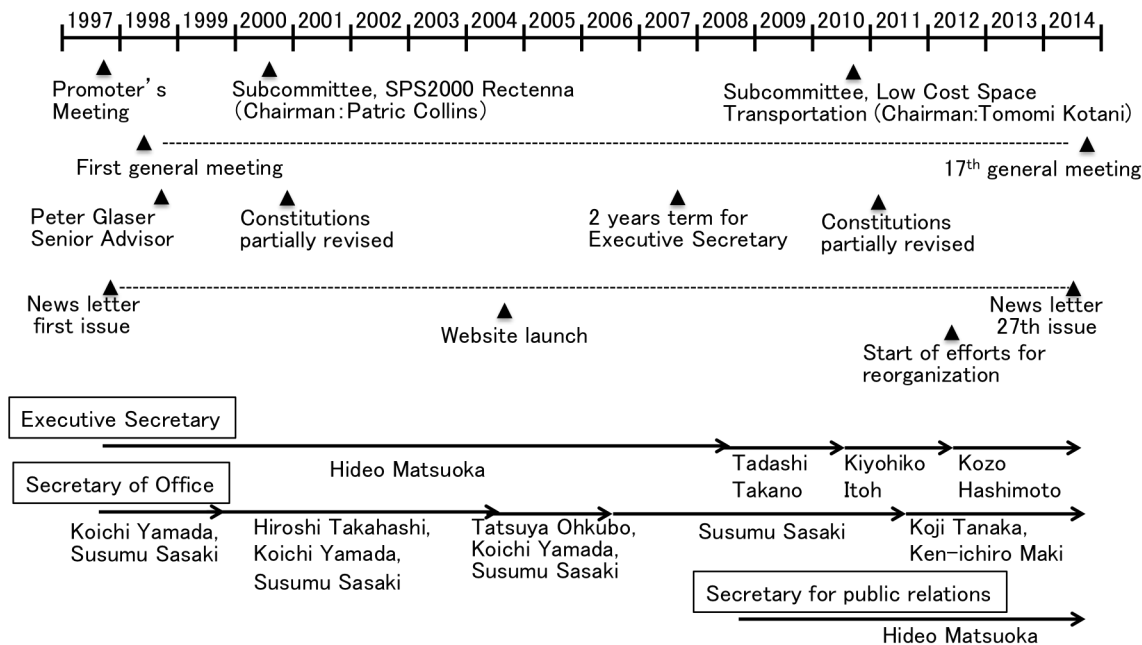 1997 1998 1999 2000 2001 2002 2003 2004 2005 2006 2007 2008 2009 2010 2011 2012 2013 2014
Promoter's
Meeting
Subcommittee, SPS2000 Rectenna
(Chairman:Patric Collins)
Subcommittee, Low Cost Space
Transportation (Chairman:Tomomi Kotani)
First general meeting
17th general meeting
Peter Glaser
Senior Advisor
Constitutions
partially revised
2 years term for
Executive Secretary
Constitutions
partially revised
News letter
first issue
Website launch
News letter
27th issue
Start of efforts for
reorganization
Executive Secretary
Hideo Matsuoka
Tadashi
Takano
Kiyohiko
Itoh
Kozo
Hashimoto
Secretary of Office
Koichi Yamada,
Susumu Sasaki
Hiroshi Takahashi,
Koichi Yamada,
Susumu Sasaki
Tatsuya Ohkubo,
Koichi Yamada,
Susumu Sasaki
Susumu Sasaki
Koji Tanaka,
Ken-ichiro Maki
Secretary for public relations
Hideo Matsuoka